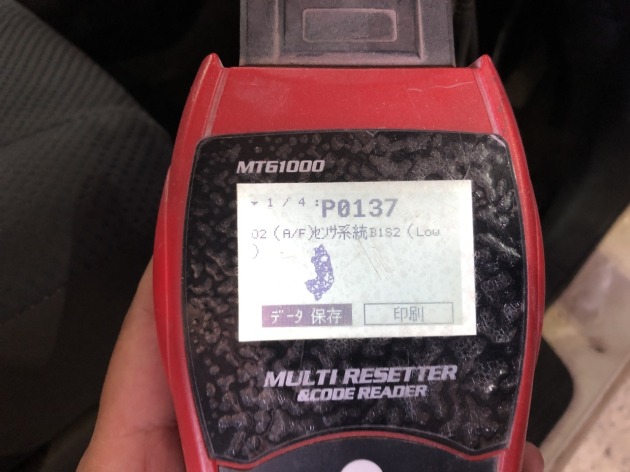 MTG1000
1 / 4 : P0137
O2 (A/F)ｾﾝｻ系統B1S2 (Low
)
データ 保存 印刷
MULTI RESETTER
&CODE READER